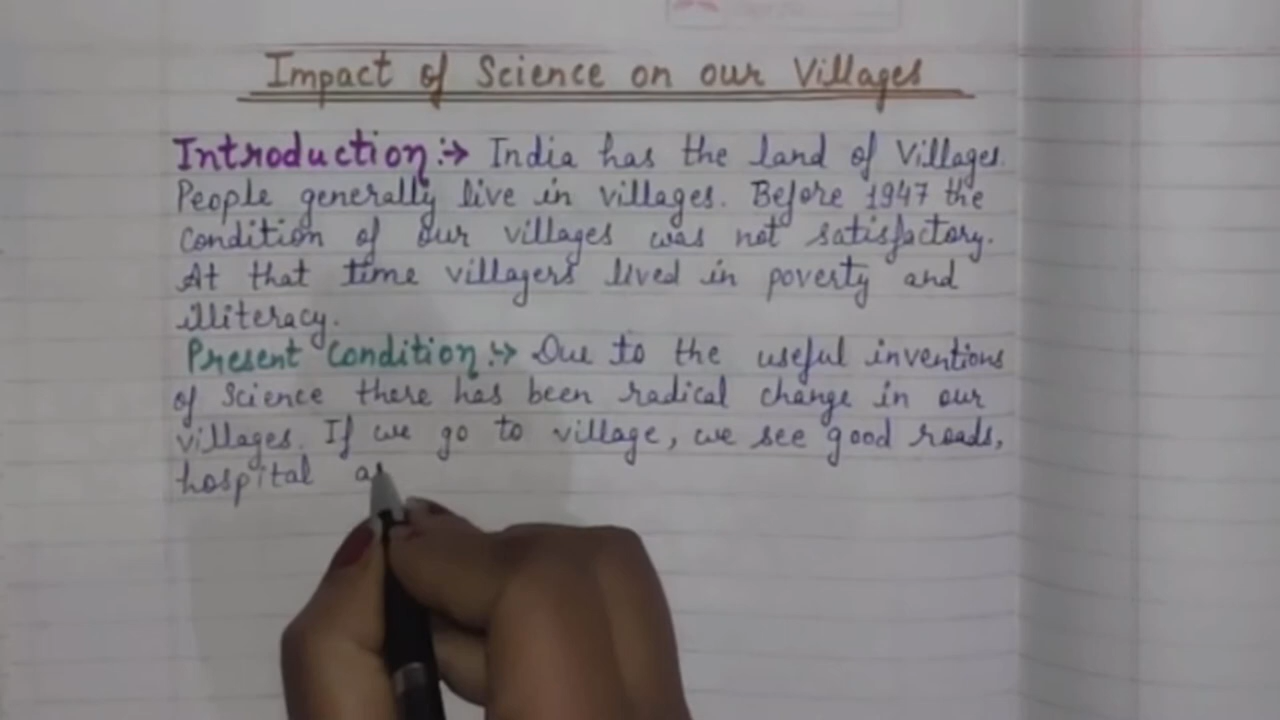 Impact of Science on our Villages
Introduction:→ India has the land of Villages.
People generally live in villages. Before 1947 the
Condition of our villages was not satisfactory.
At that time villagers lived in poverty and
illiteracy.
Present Condition:→ Due to the useful inventions
of Science there has been radical change in our
villages. If we go to village, we see good roads,
hospital